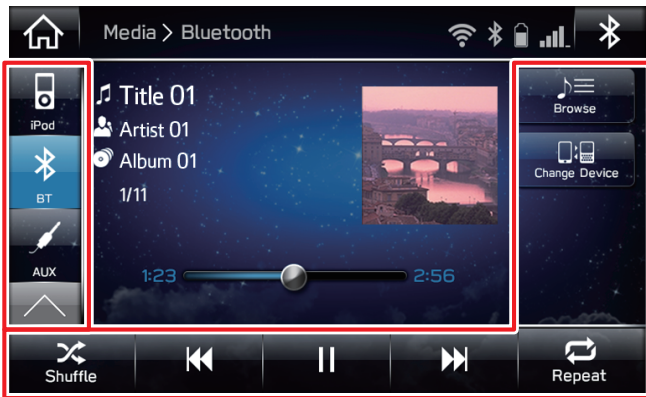 Media > Bluetooth
iPod
BT
AUX
Title 01
Artist 01
Album 01
1/11
1:23
2:56
Browse
Change Device
Shuffle
Repeat